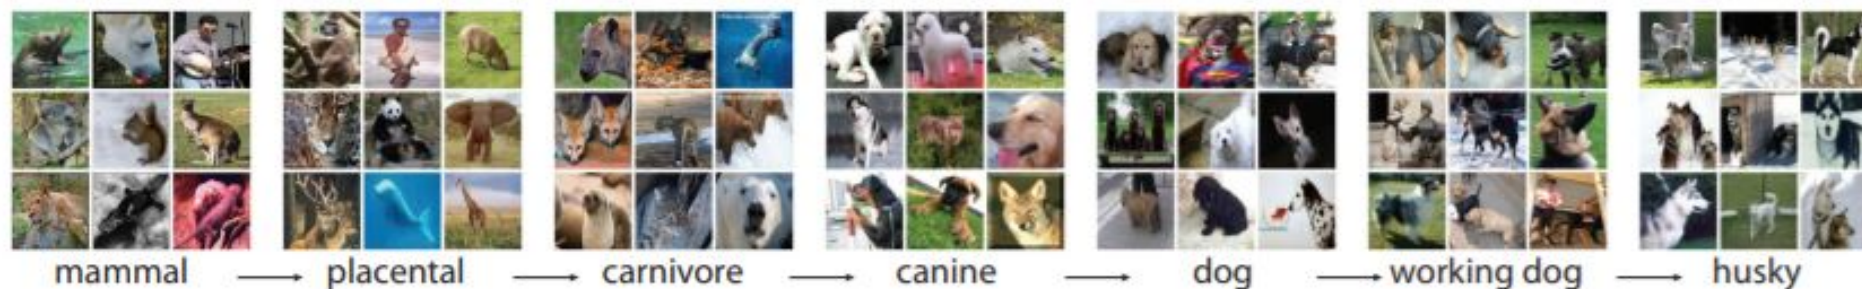 mammal → placental → carnivore → canine → dog → working dog → husky